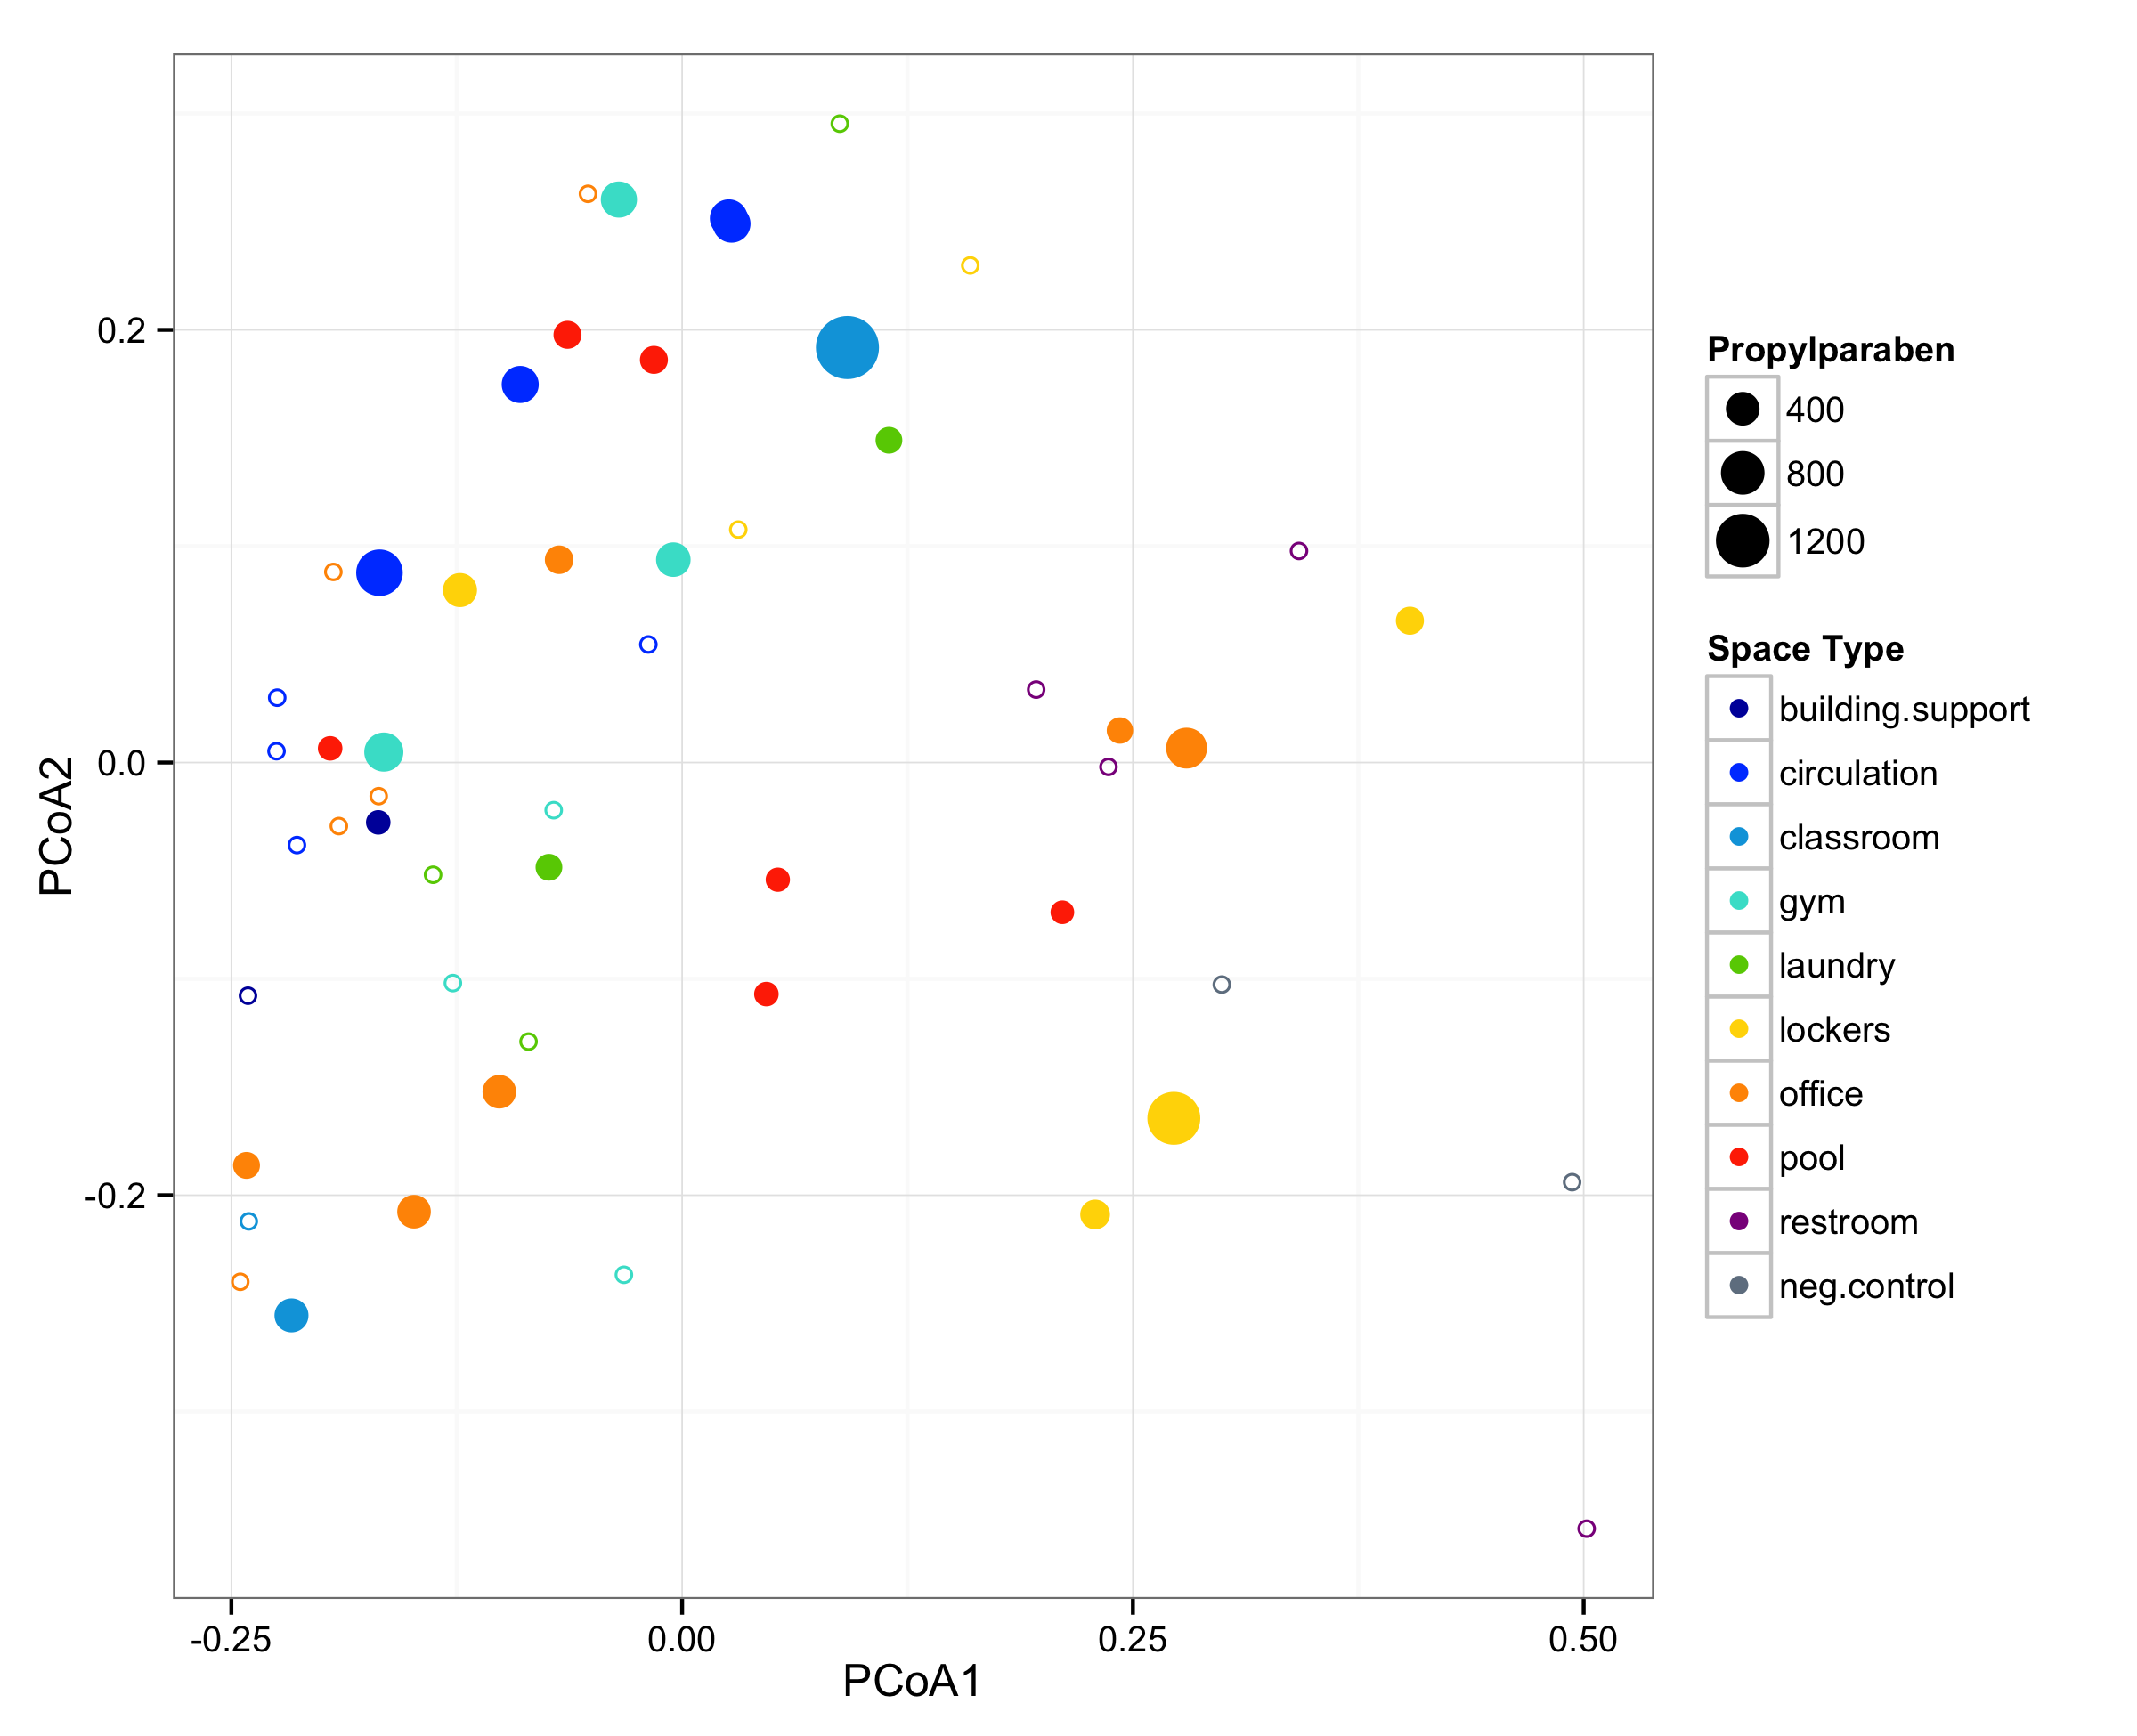 PCoA2
0.2
0.0
-0.2
-0.25 0.00 0.25 0.50
PCoA1
Propylparaben
400
800
1200
Space Type
building.support
circulation
classroom
gym
laundry
lockers
office
pool
restroom
neg.control